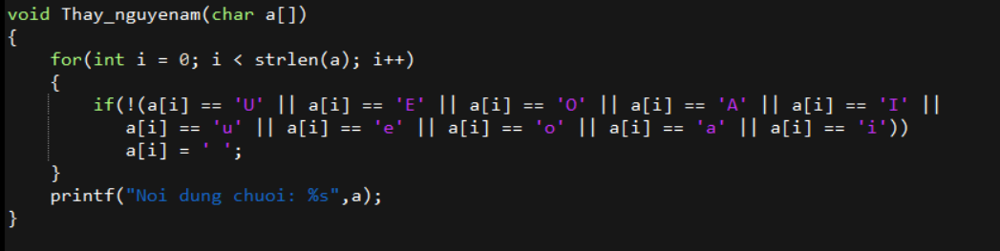 void Thay_nguyenam(char a[])
{
for(int i = 0; i < strlen(a); i++)
{
if(!(a[i] == 'U' || a[i] == 'E' || a[i] == 'O' || a[i] == 'A' || a[i] == 'I' ||
a[i] == 'u' || a[i] == 'e' || a[i] == 'o' || a[i] == 'a' || a[i] == 'i'))
a[i] = ' ';
}
printf("Noi dung chuoi: %s",a);
}